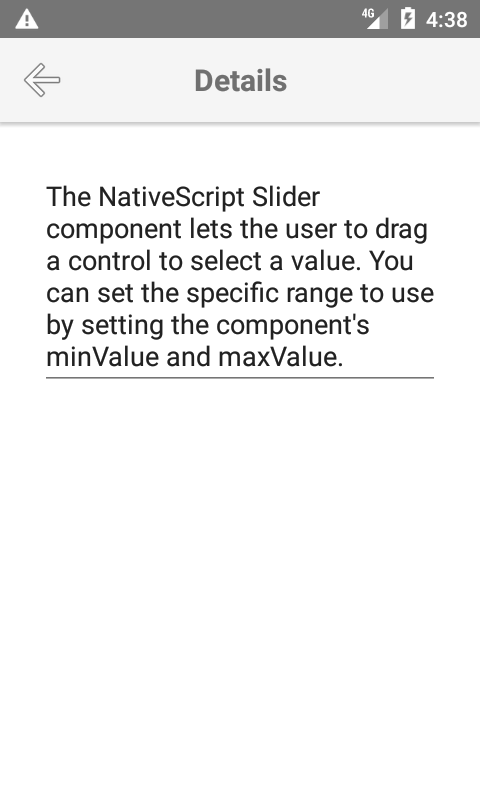 4G 4:38
Details
The NativeScript Slider
component lets the user to drag
a control to select a value. You
can set the specific range to use
by setting the component's
minValue and maxValue.